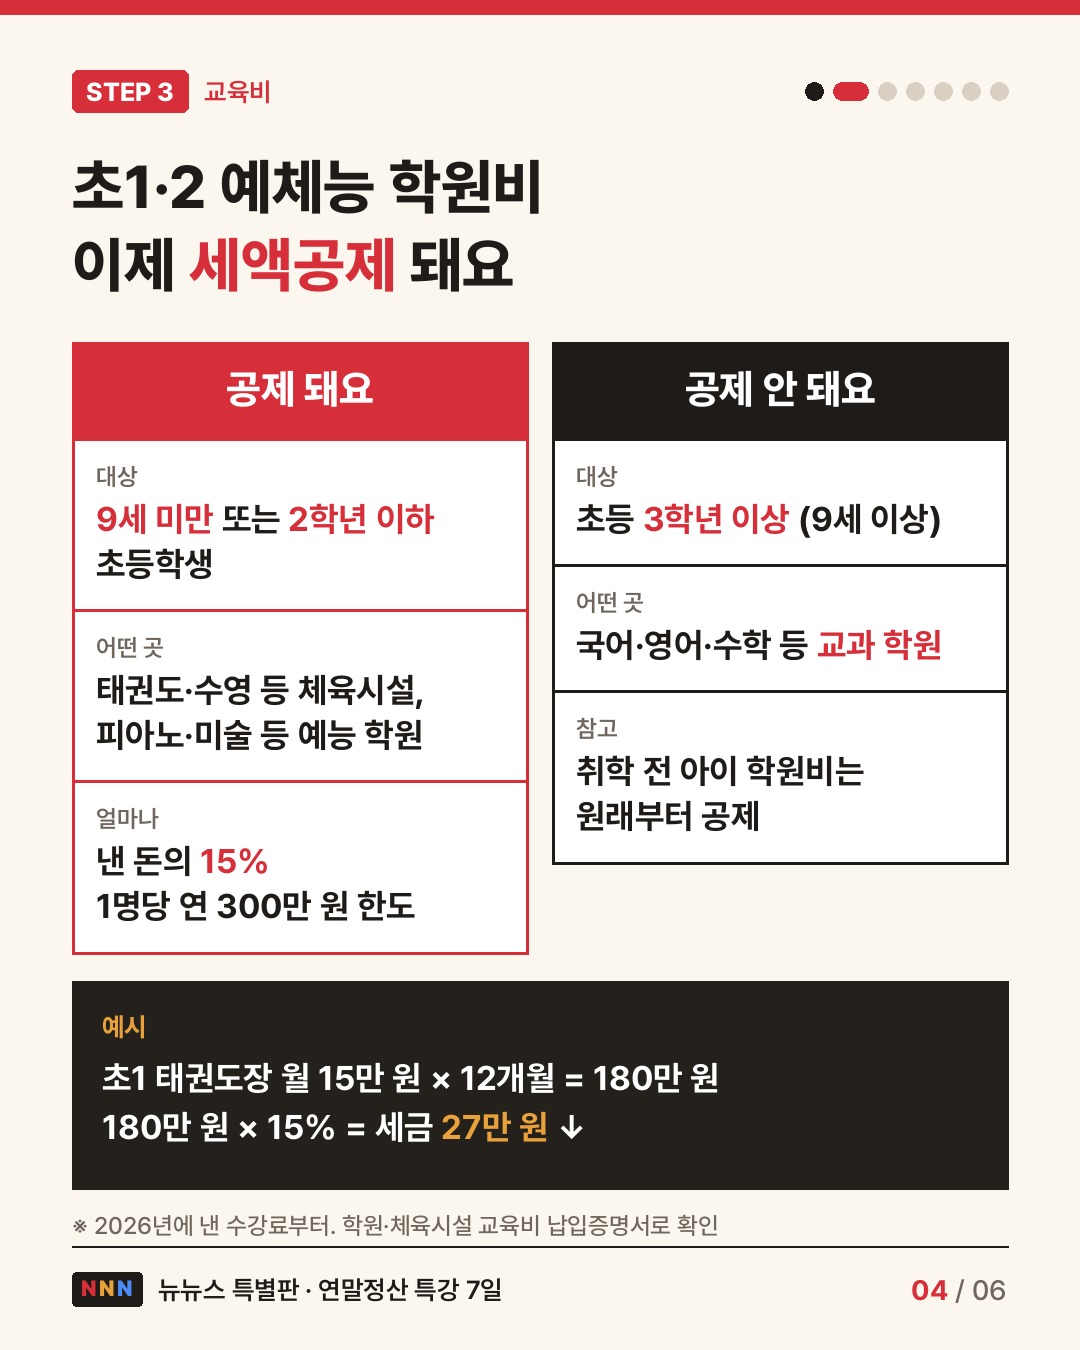 STEP 3 교육비
초1·2 예체능 학원비
이제 세액공제 돼요
공제 돼요
대상
9세 미만 또는 2학년 이하
초등학생
어떤 곳
태권도·수영 등 체육시설,
피아노·미술 등 예능 학원
얼마나
낸 돈의 15%
1명당 연 300만 원 한도
공제 안 돼요
대상
초등 3학년 이상 (9세 이상)
어떤 곳
국어·영어·수학 등 교과 학원
참고
취학 전 아이 학원비는
원래부터 공제
예시
초1 태권도장 월 15만 원 × 12개월 = 180만 원
180만 원 × 15% = 세금 27만 원 ↓
※ 2026년에 낸 수강료부터. 학원·체육시설 교육비 납입증명서로 확인
NNN 뉴뉴스 특별판 · 연말정산 특강 7일
04 / 06